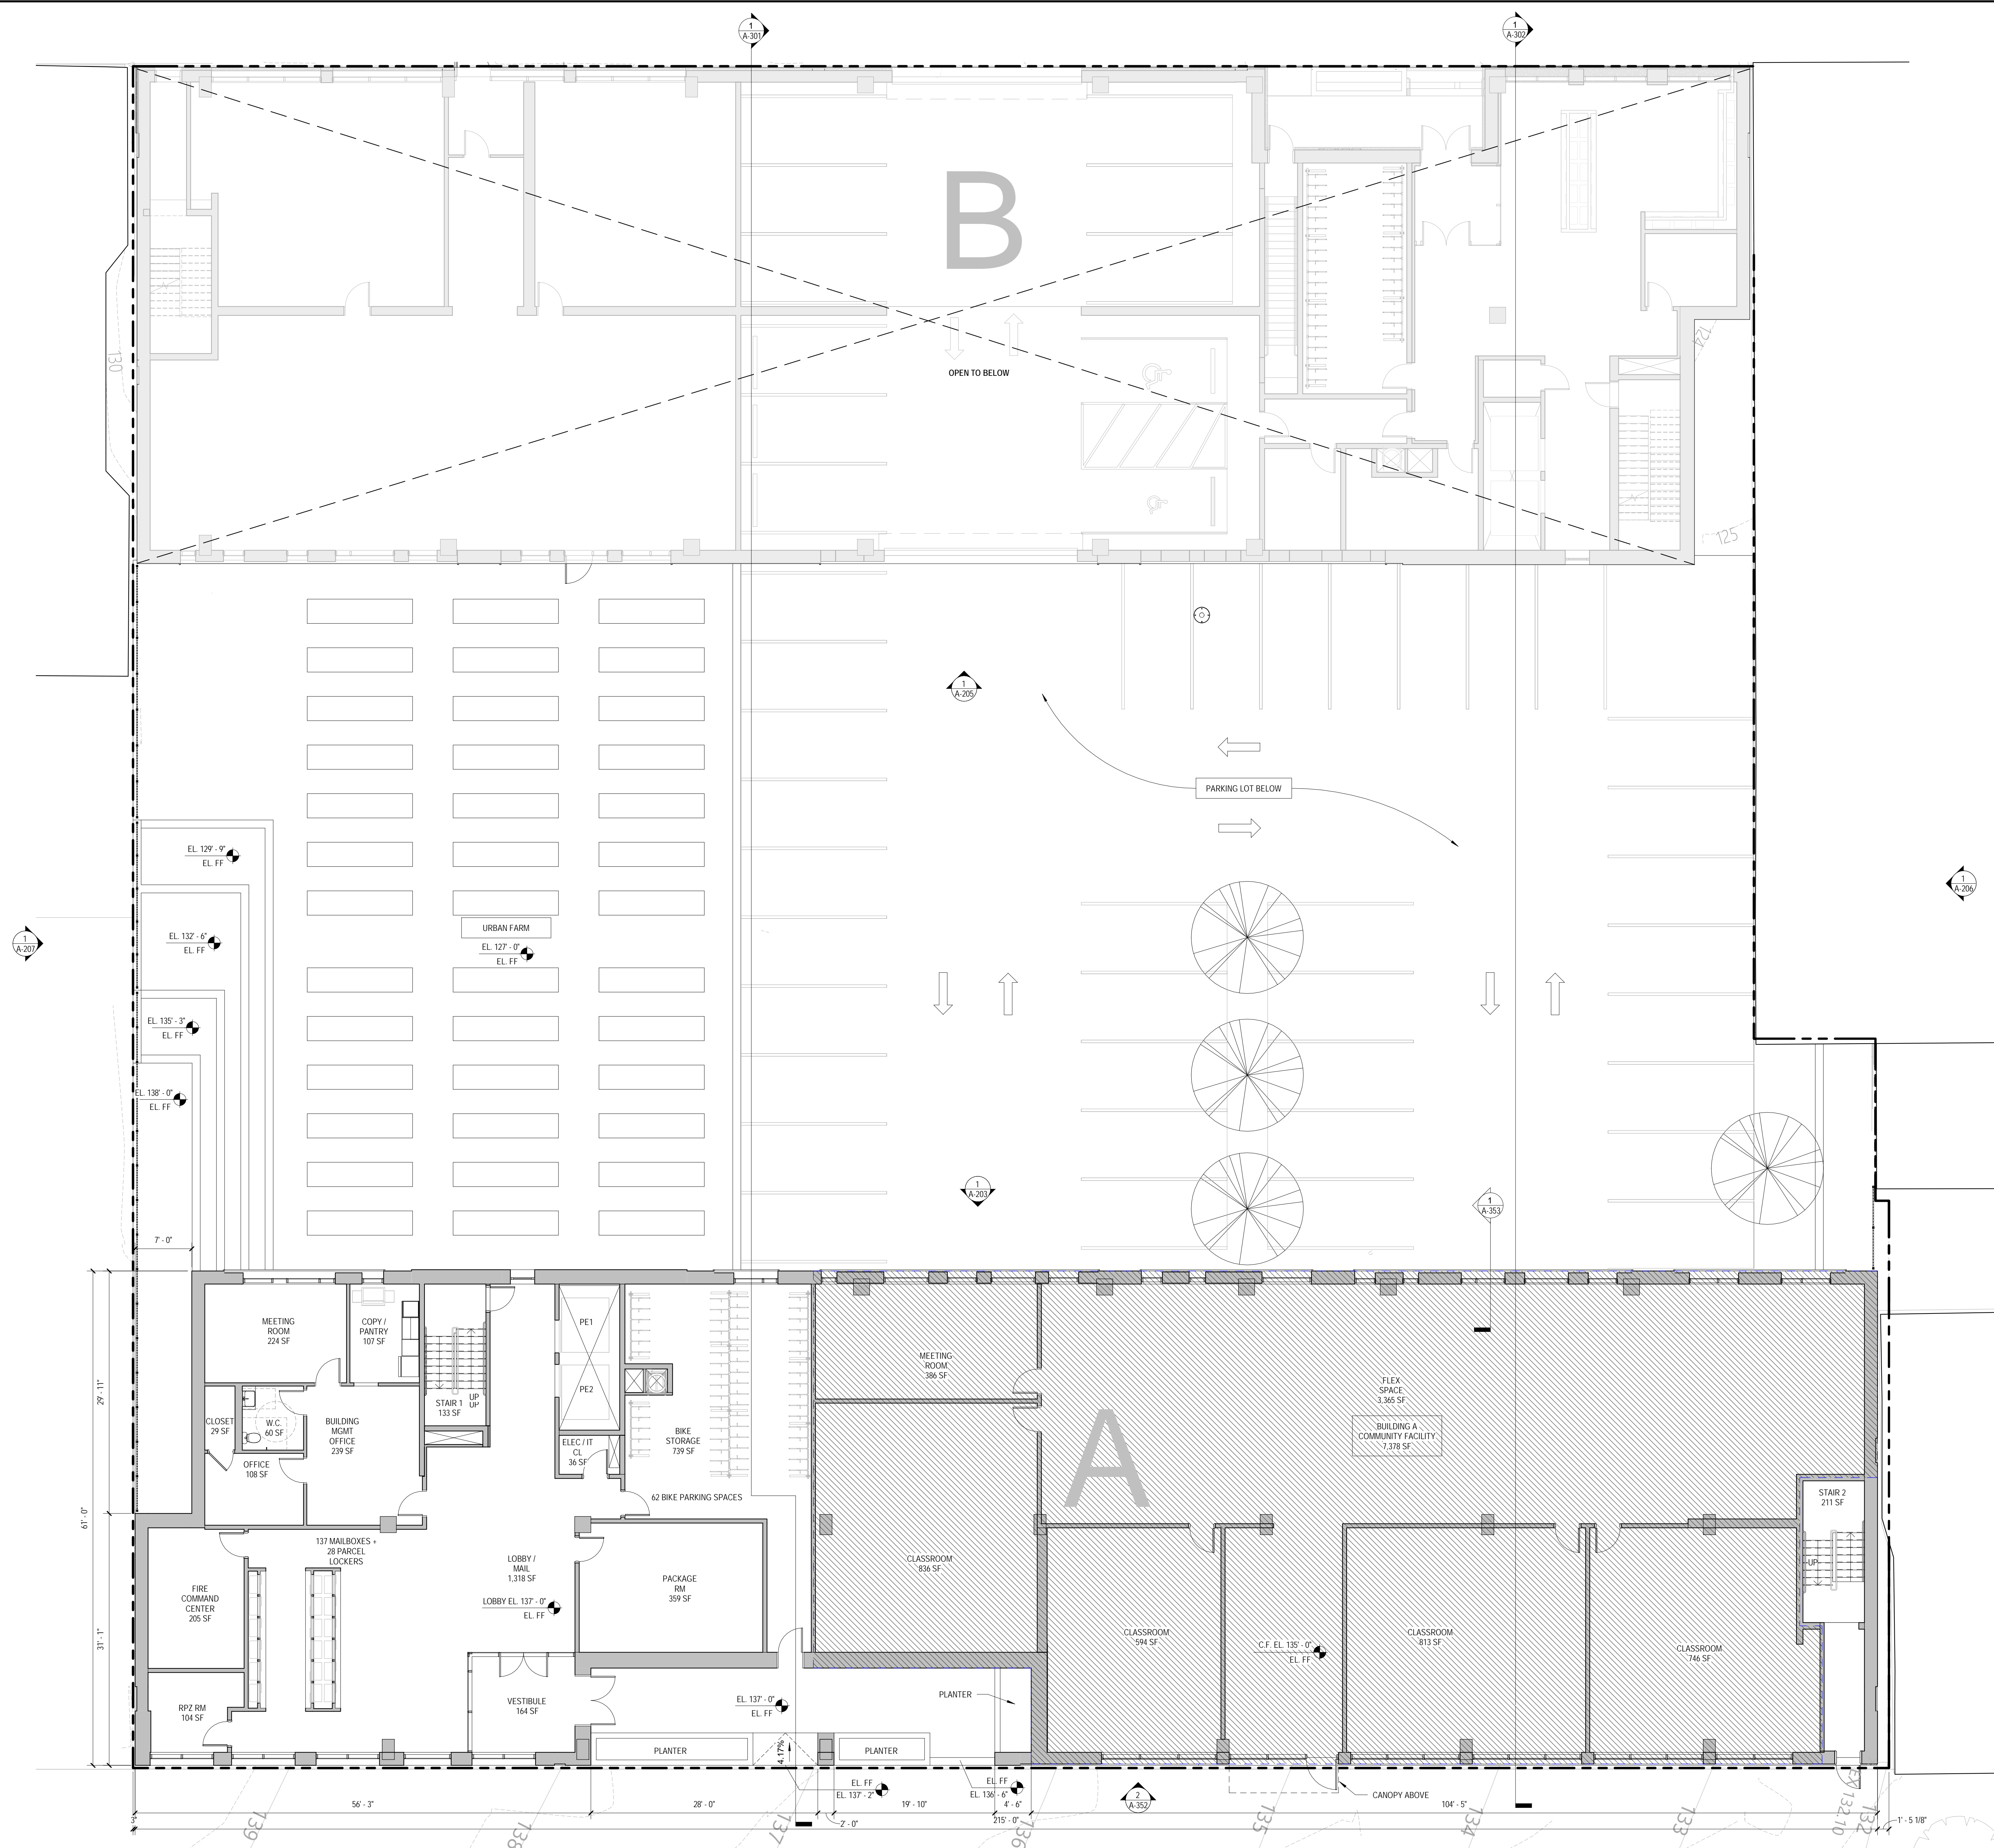 1
A-301
1
A-302
B
130
124
OPEN TO BELOW
125
1
A-205
PARKING LOT BELOW
EL. 129' - 9"
EL. FF
1
A-206
1
A-207
URBAN FARM
EL. 132' - 6"
EL. FF
EL. 127' - 0"
EL. FF
EL. 135' - 3"
EL. FF
EL. 138' - 0"
EL. FF
1
A-203
1
A-353
7' - 0"
MEETING
ROOM
224 SF
COPY /
PANTRY
107 SF
PE1
PE2
STAIR 1
133 SF
UP
UP
CLOSET
29 SF
W.C.
60 SF
BUILDING
MGMT
OFFICE
239 SF
OFFICE
108 SF
ELEC / IT
CL
36 SF
BIKE
STORAGE
739 SF
62 BIKE PARKING SPACES
MEETING
ROOM
386 SF
FLEX
SPACE
3,365 SF
BUILDING A
COMMUNITY FACILITY
7,378 SF
A
STAIR 2
211 SF
UP
29' - 11"
61' - 0"
31' - 1"
137 MAILBOXES +
28 PARCEL
LOCKERS
LOBBY /
MAIL
1,318 SF
LOBBY EL. 137' - 0"
EL. FF
PACKAGE
RM
359 SF
FIRE
COMMAND
CENTER
205 SF
CLASSROOM
836 SF
CLASSROOM
594 SF
C.F. EL. 135' - 0"
EL. FF
CLASSROOM
813 SF
CLASSROOM
746 SF
RPZ RM
104 SF
VESTIBULE
164 SF
EL. 137' - 0"
EL. FF
PLANTER
PLANTER
4.17%
PLANTER
EL. FF
EL. 137' - 2"
EL. FF
EL. 136' - 6"
2
A-352
CANOPY ABOVE
56' - 3"
28' - 0"
2' - 0"
19' - 10"
4' - 6"
104' - 5"
3"
215' - 0"
1' - 5 1/8"
139
138
137
136
135
134
133
EX. 132.10
132